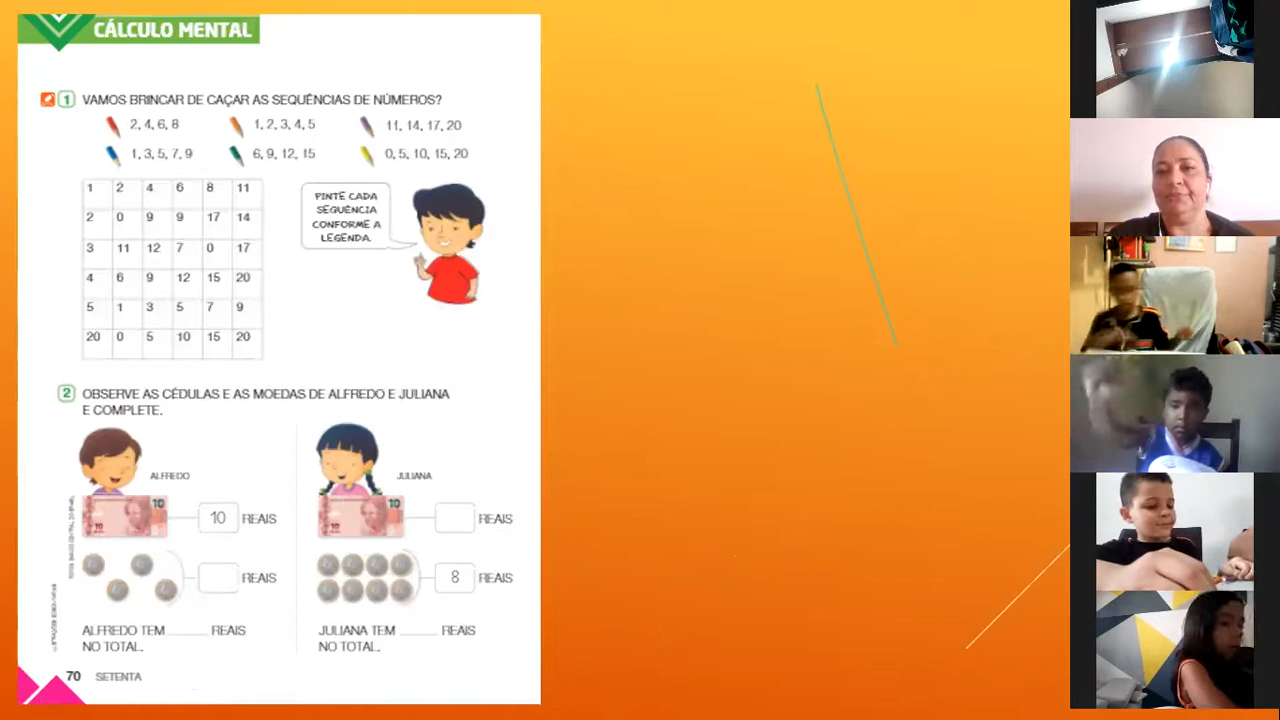 CÁLCULO MENTAL
1 VAMOS BRINCAR DE CAÇAR AS SEQUÊNCIAS DE NÚMEROS?
2, 4, 6, 8
1, 2, 3, 4, 5
11, 14, 17, 20
1, 3, 5, 7, 9
6, 9, 12, 15
0, 5, 10, 15, 20
1 2 4 6 8 11
2 0 9 9 17 14
3 11 12 7 0 17
4 6 9 12 15 20
5 1 3 5 7 9
20 0 5 10 15 20
PINTE CADA
SEQUÊNCIA
CONFORME A
LEGENDA.
2 OBSERVE AS CÉDULAS E AS MOEDAS DE ALFREDO E JULIANA
E COMPLETE.
ALFREDO
10
10
10 REAIS
REAIS
ALFREDO TEM ______ REAIS
NO TOTAL.
JULIANA
10
10
REAIS
8 REAIS
JULIANA TEM ______ REAIS
NO TOTAL.
70 SETENTA